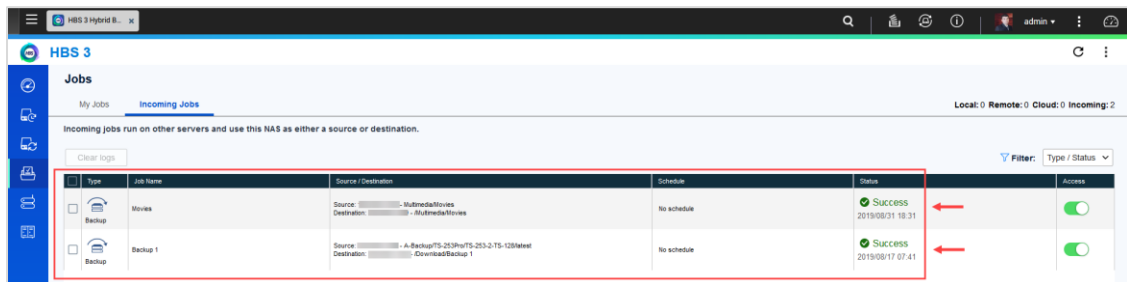 HBS 3 Hybrid B... x
admin
HBS
HBS 3
Jobs
My Jobs Incoming Jobs
Local: 0 Remote: 0 Cloud: 0 Incoming: 2
Incoming jobs run on other servers and use this NAS as either a source or destination.
Clear logs
Filter: Type / Status
Type Job Name Source / Destination Schedule Status Access
Backup
Movies
Source: - Multimedia/Movies
Destination: - /Multimedia/Movies
No schedule
Success
2019/08/31 18:31
Backup
Backup 1
Source: - A-Backup/TS-253Pro/TS-253-2-TS-128/latest
Destination: - /Download/Backup 1
No schedule
Success
2019/08/17 07:41